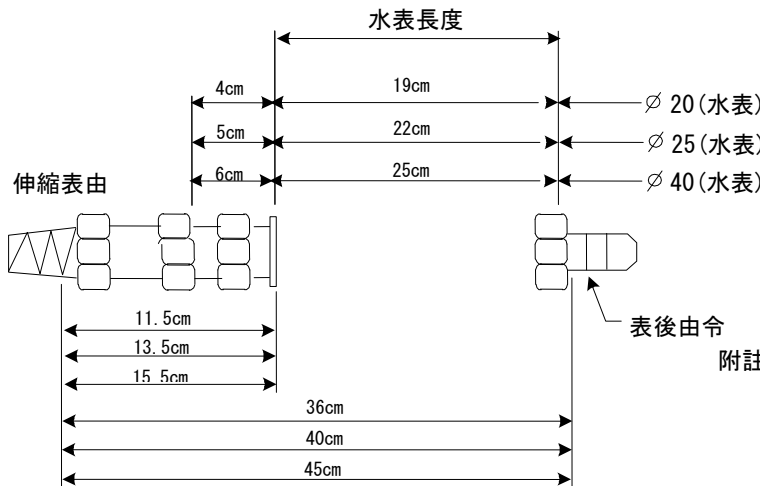 水表長度
4cm 19cm ∅ 20(水表)
5cm 22cm ∅ 25(水表)
6cm 25cm ∅ 40(水表)
伸縮表由
11.5cm
13.5cm
15.5cm
表後由令
附註
36cm
40cm
45cm